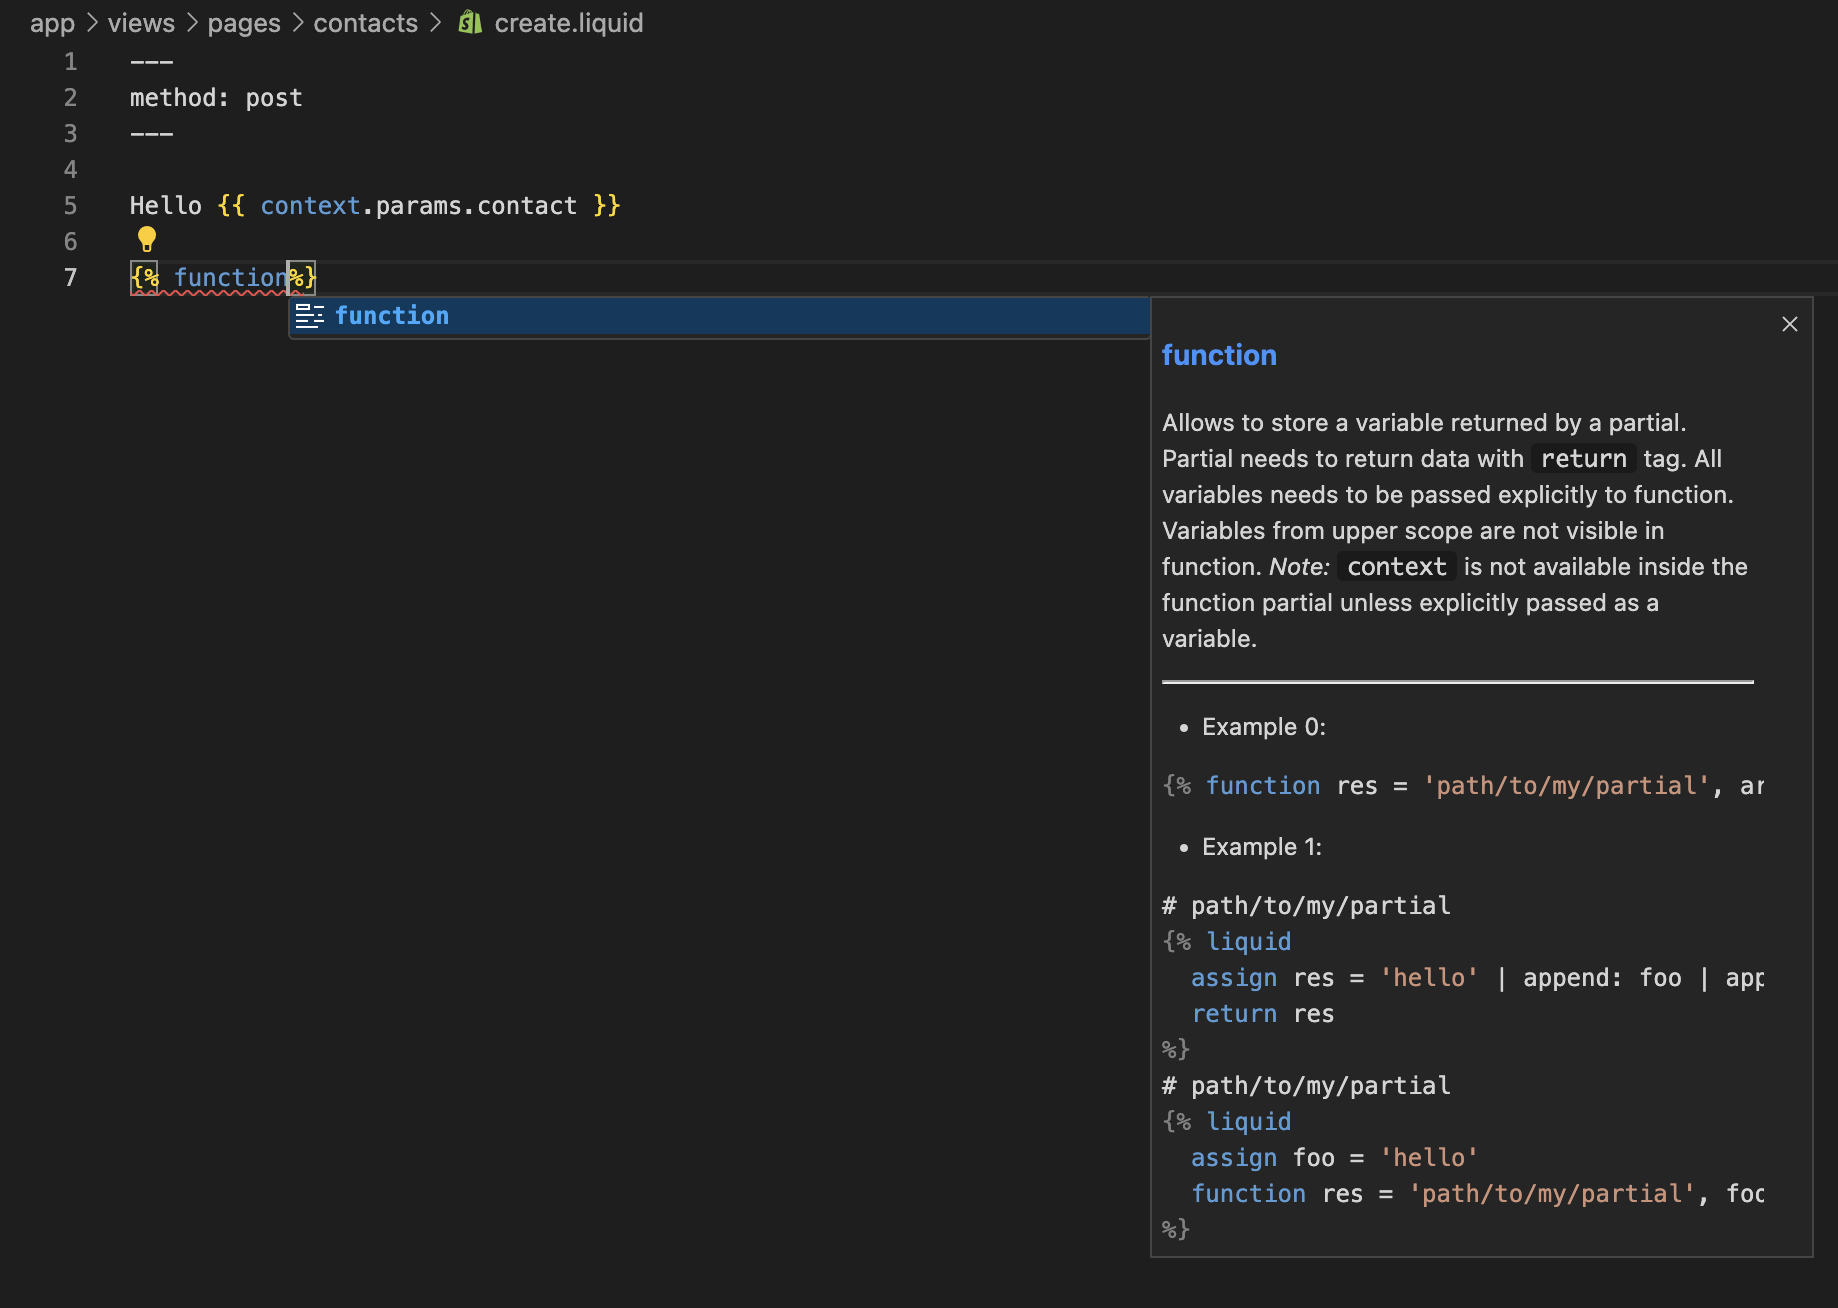 app > views > pages > contacts > create.liquid
1 ---
2 method: post
3 ---
4
5 Hello {{ context.params.contact }}
6
7 {% function%}
function
function
Allows to store a variable returned by a partial.
Partial needs to return data with return tag. All
variables needs to be passed explicitly to function.
Variables from upper scope are not visible in
function. Note: context is not available inside the
function partial unless explicitly passed as a
variable.
• Example 0:
{% function res = 'path/to/my/partial', ar
• Example 1:
# path/to/my/partial
{% liquid
assign res = 'hello' | append: foo | app
return res
%}
# path/to/my/partial
{% liquid
assign foo = 'hello'
function res = 'path/to/my/partial', foo
%}